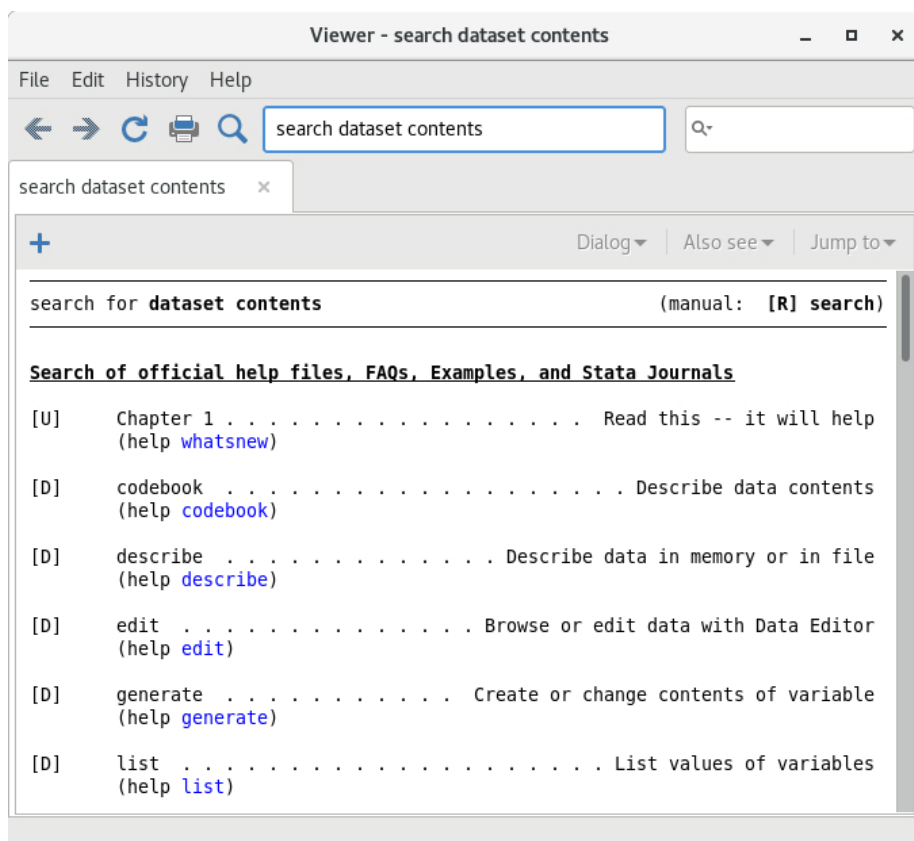 Viewer - search dataset contents
File Edit History Help
search dataset contents
search dataset contents
Dialog Also see Jump to
search for dataset contents (manual: [R] search)
Search of official help files, FAQs, Examples, and Stata Journals
[U] Chapter 1 . . . . . . . . . . . . . . . . . Read this -- it will help
(help whatsnew)
[D] codebook . . . . . . . . . . . . . . . . . . . Describe data contents
(help codebook)
[D] describe . . . . . . . . . . . . . Describe data in memory or in file
(help describe)
[D] edit . . . . . . . . . . . . . . Browse or edit data with Data Editor
(help edit)
[D] generate . . . . . . . . . . . Create or change contents of variable
(help generate)
[D] list . . . . . . . . . . . . . . . . . . . . List values of variables
(help list)